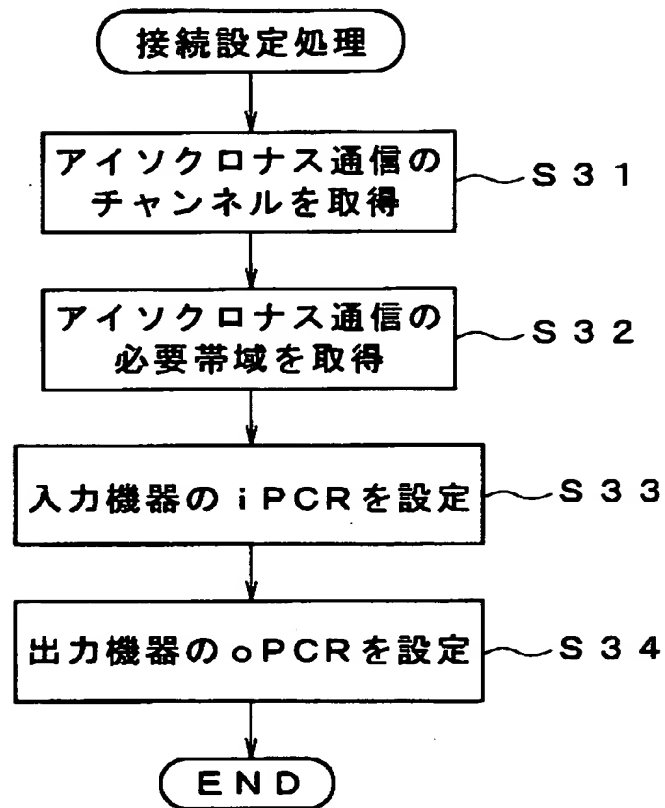 接続設定処理
アイソクロナス通信の
チャンネルを取得
S31
アイソクロナス通信の
必要帯域を取得
S32
入力機器のiPCRを設定
S33
出力機器のoPCRを設定
S34
END